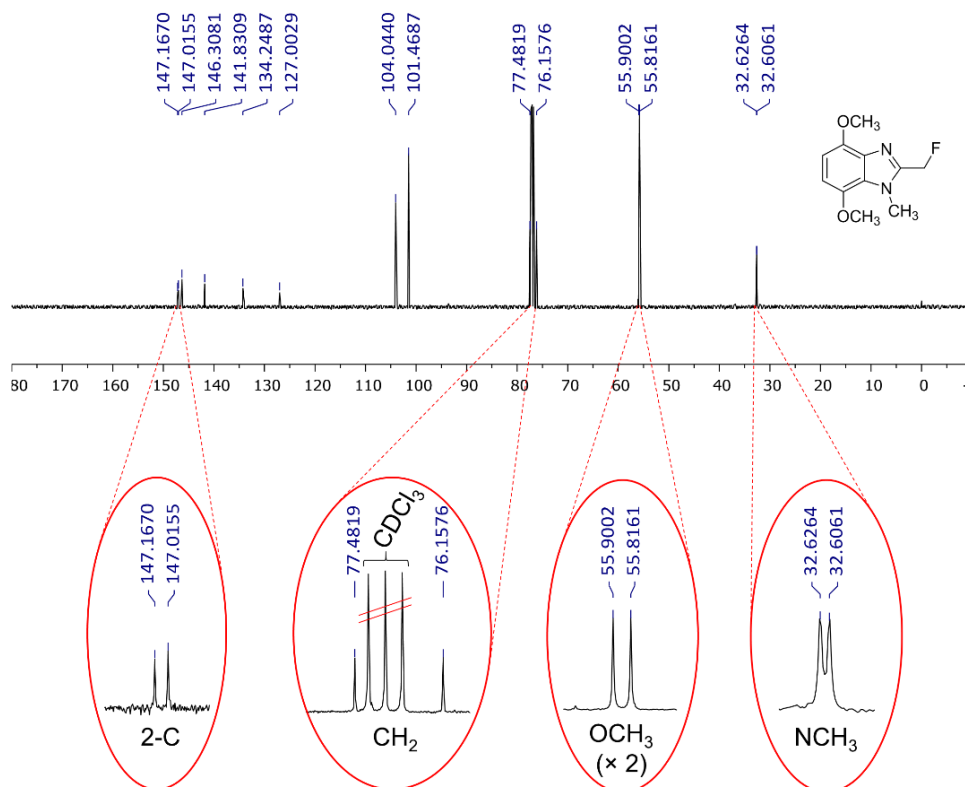 147.1670
147.0155
146.3081
141.8309
134.2487
127.0029
104.0440
101.4687
77.4819
76.1576
55.9002
55.8161
32.6264
32.6061
OCH3
N
F
N
CH3
OCH3
80 170 160 150 140 130 120 110 100 90 80 70 60 50 40 30 20 10 0 -
147.1670
147.0155
2-C
77.4819
CDCl3
76.1576
CH2
55.9002
55.8161
OCH3
(× 2)
32.6264
32.6061
NCH3